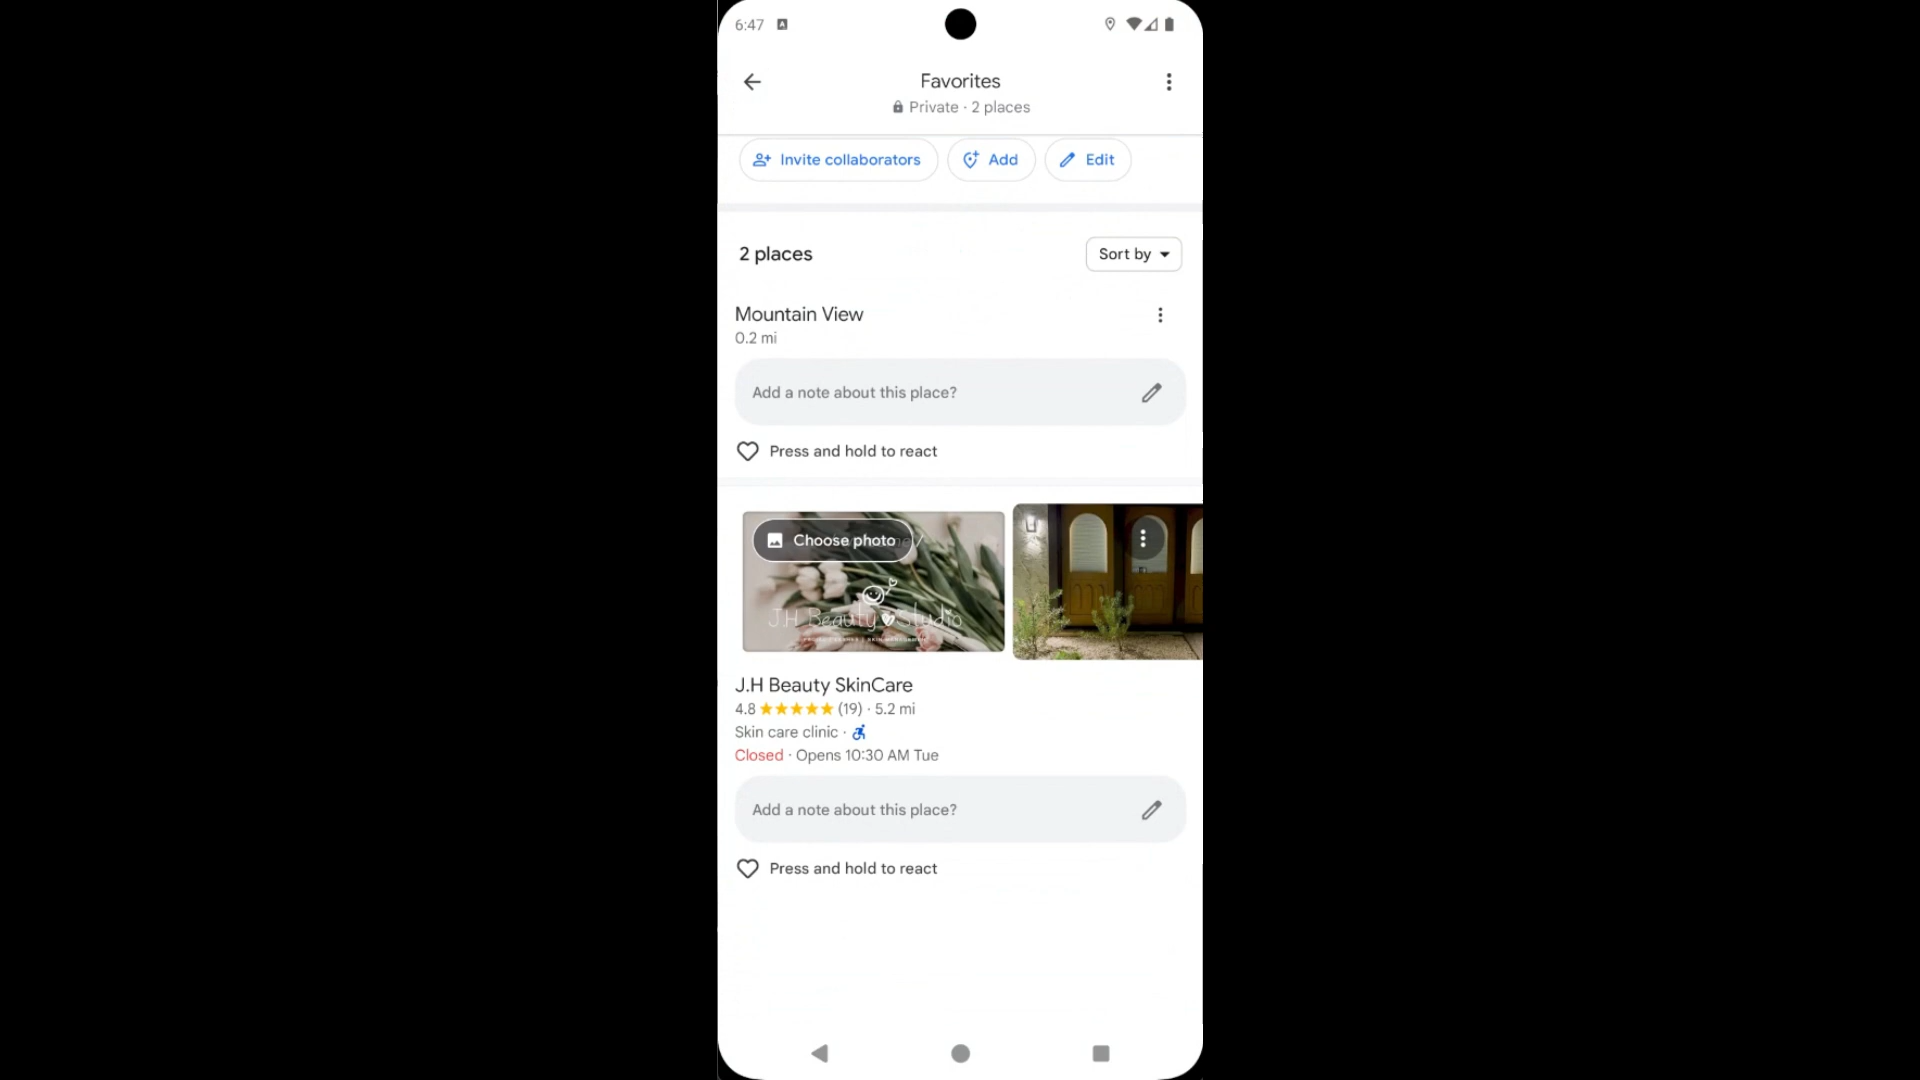 6:47
Favorites
Private · 2 places
Invite collaborators
Add
Edit
2 places
Sort by
Mountain View
0.2 mi
Add a note about this place?
Press and hold to react
Choose photo
J.H Beauty Studio
J.H Beauty SkinCare
4.8 ★★★★★ (19) · 5.2 mi
Skin care clinic ·
Closed · Opens 10:30 AM Tue
Add a note about this place?
Press and hold to react